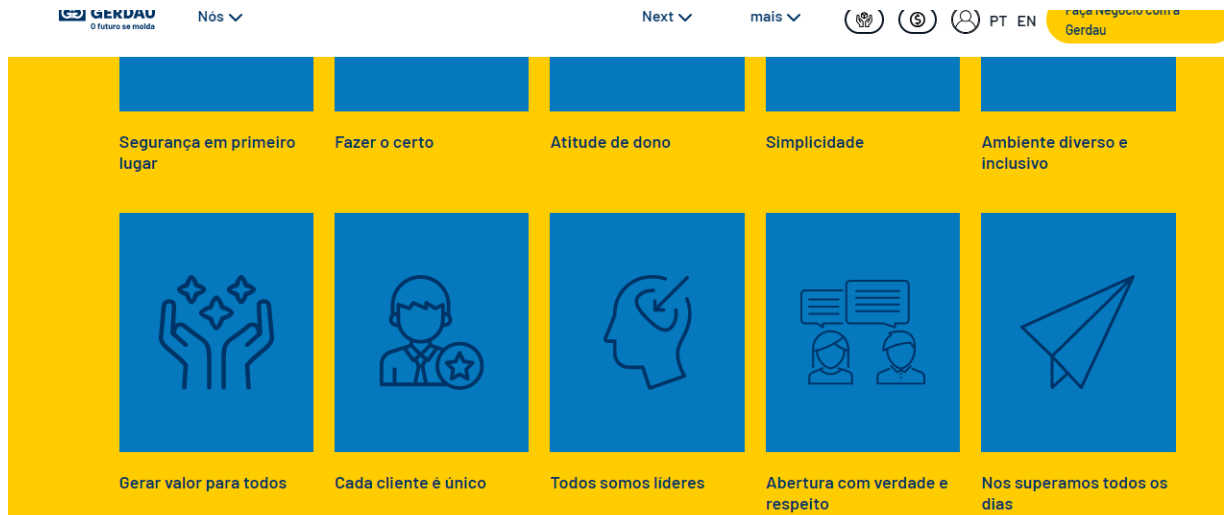 GERDAU
O futuro se molda
Nós
Next
mais
$
PT EN
Faça Negócio com a
Gerdau
Segurança em primeiro
lugar
Fazer o certo
Atitude de dono
Simplicidade
Ambiente diverso e
inclusivo
Gerar valor para todos
Cada cliente é único
Todos somos líderes
Abertura com verdade e
respeito
Nos superamos todos os
dias